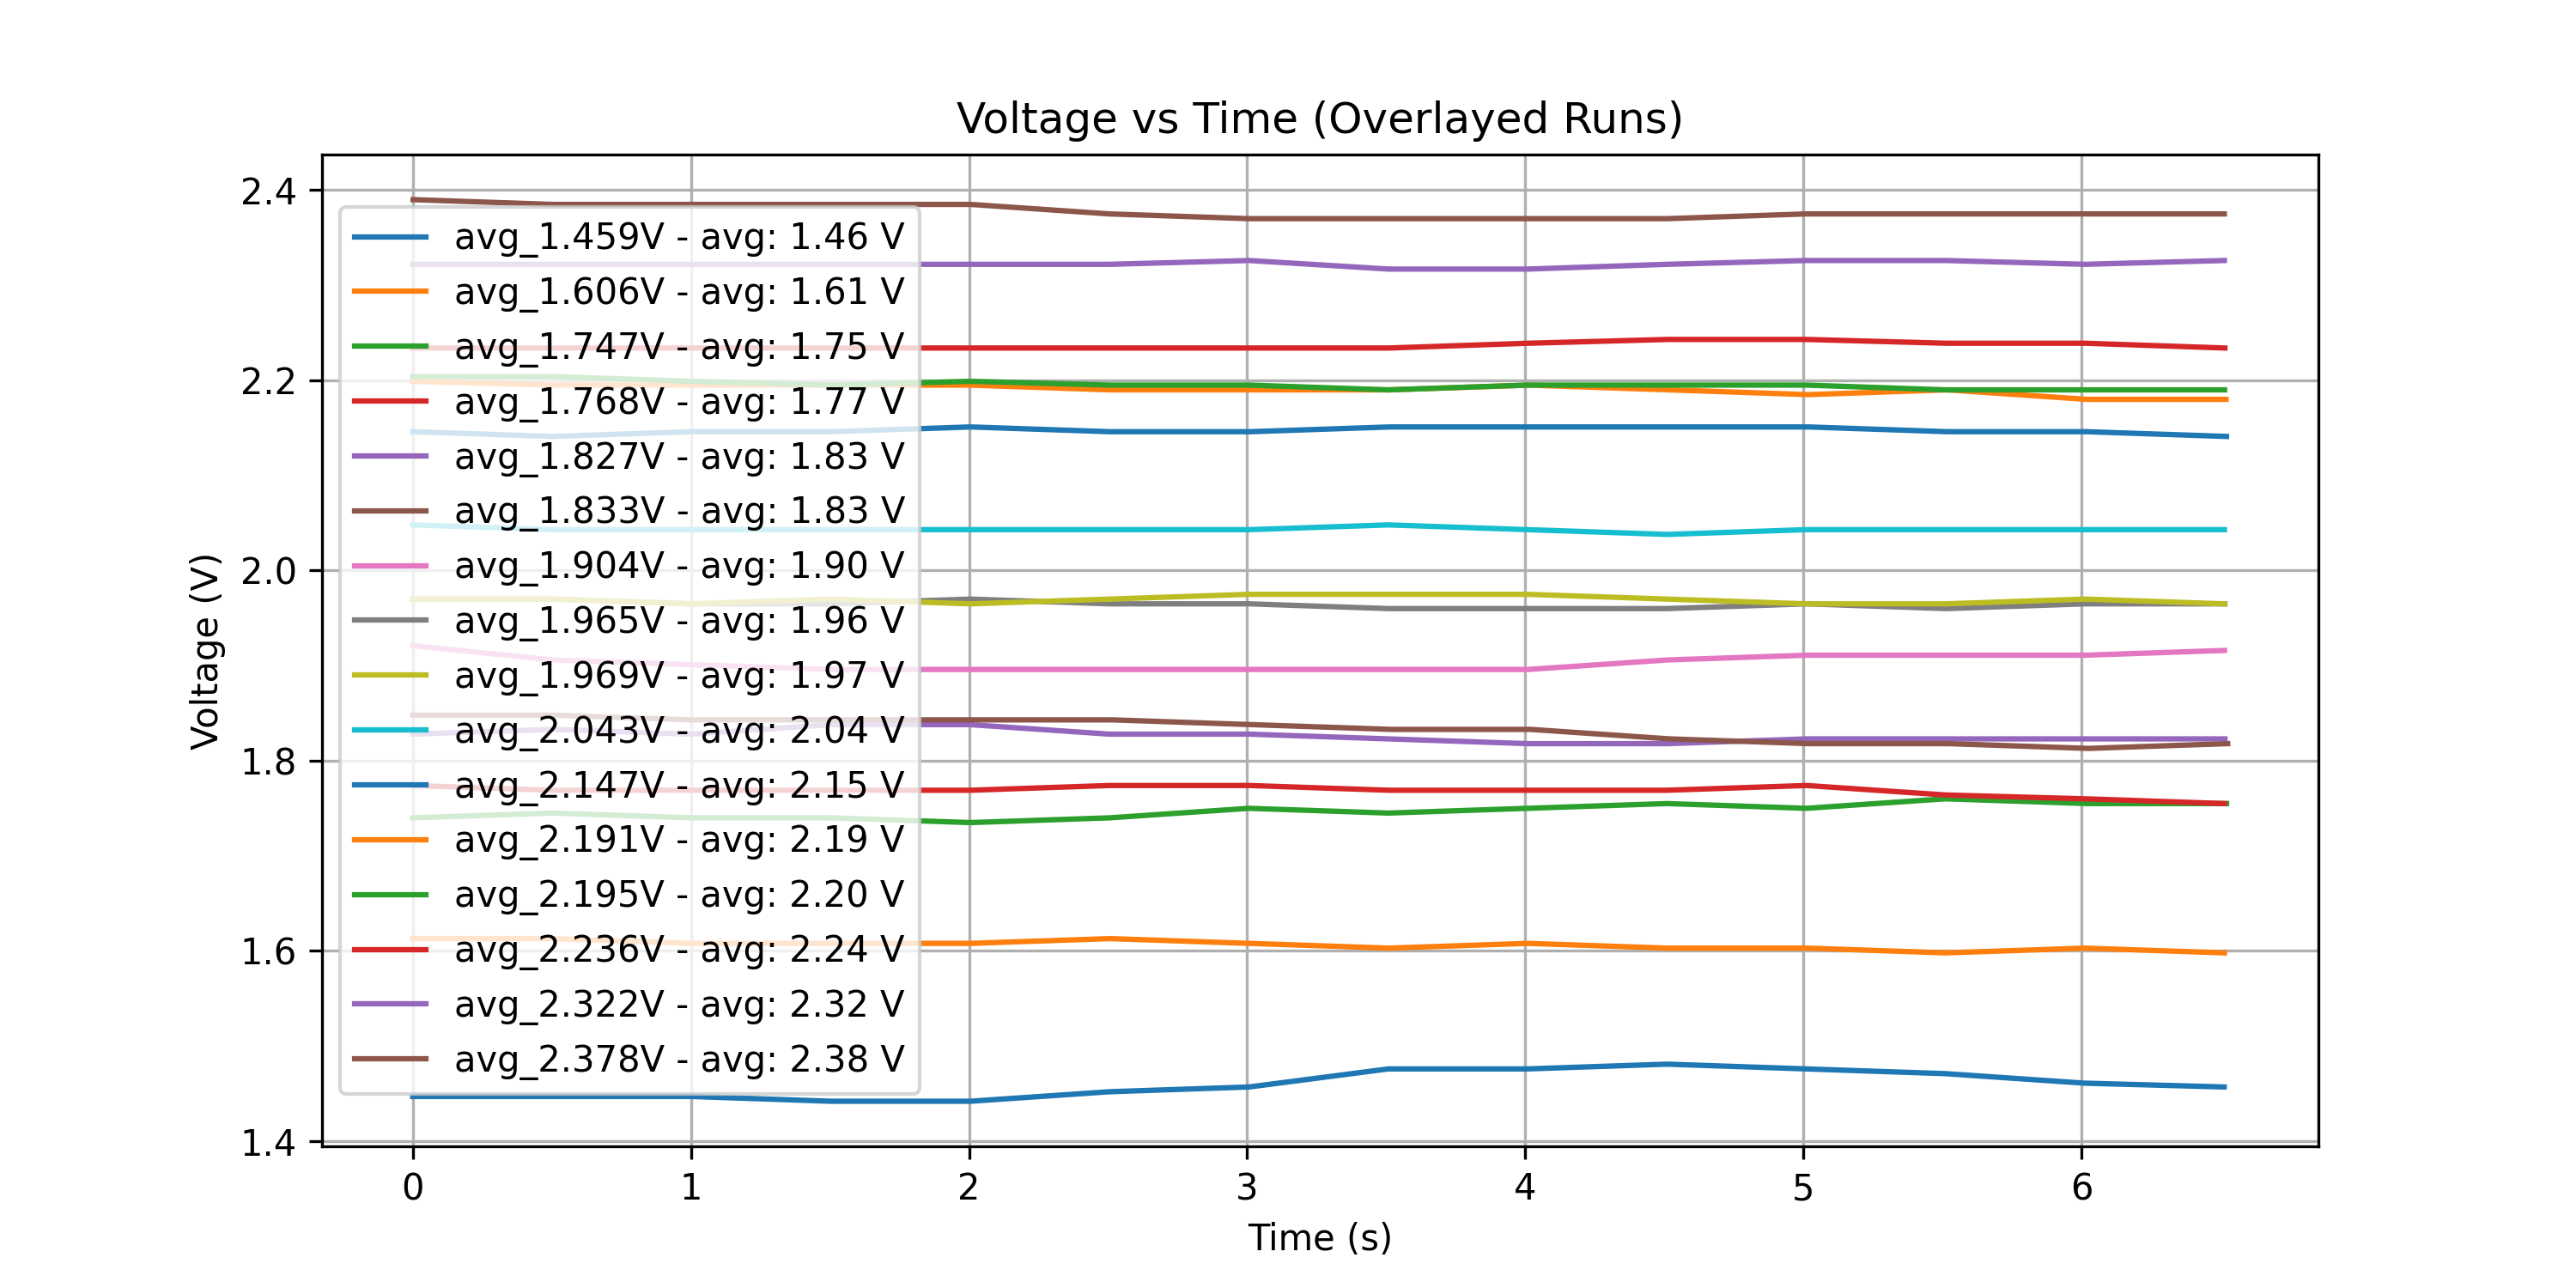 Voltage vs Time (Overlayed Runs)
2.4
2.2
2.0
1.8
1.6
1.4
Voltage (V)
avg_1.459V - avg: 1.46 V
avg_1.606V - avg: 1.61 V
avg_1.747V - avg: 1.75 V
avg_1.768V - avg: 1.77 V
avg_1.827V - avg: 1.83 V
avg_1.833V - avg: 1.83 V
avg_1.904V - avg: 1.90 V
avg_1.965V - avg: 1.96 V
avg_1.969V - avg: 1.97 V
avg_2.043V - avg: 2.04 V
avg_2.147V - avg: 2.15 V
avg_2.191V - avg: 2.19 V
avg_2.195V - avg: 2.20 V
avg_2.236V - avg: 2.24 V
avg_2.322V - avg: 2.32 V
avg_2.378V - avg: 2.38 V
0 1 2 3 4 5 6
Time (s)